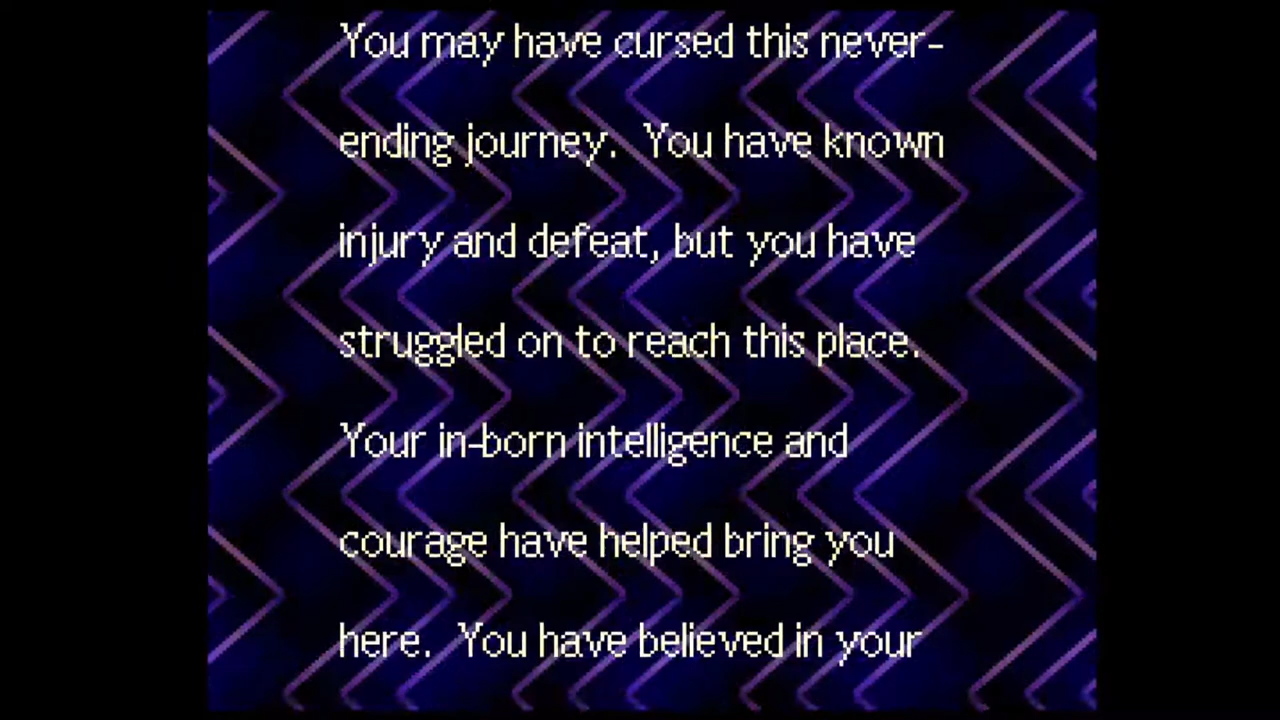 You may have cursed this never-
ending journey.  You have known
injury and defeat, but you have
struggled on to reach this place.
Your in-born intelligence and
courage have helped bring you
here.  You have believed in your